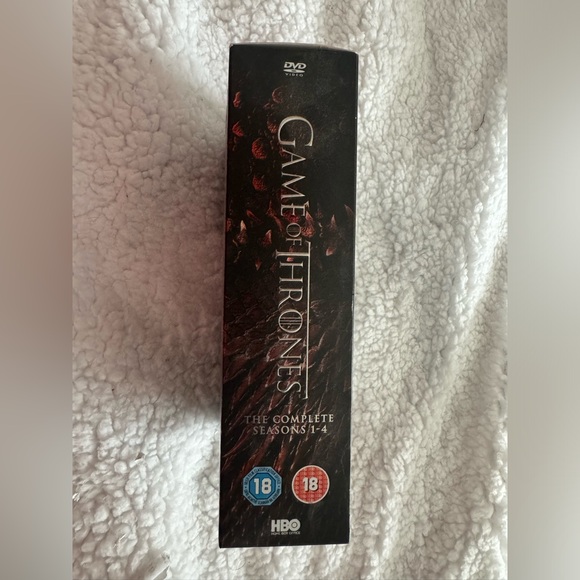 DVD
VIDEO
GAME OF THRONES
THE COMPLETE
SEASONS 1-4
18
18
HBO